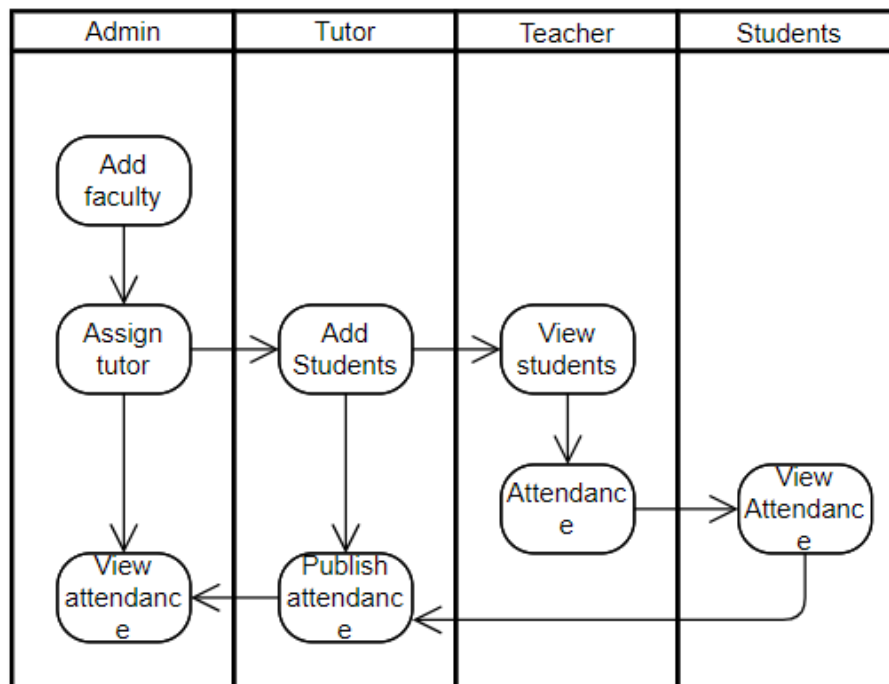 Admin
Tutor
Teacher
Students
Add
faculty
Assign
tutor
Add
Students
View
students
Attendanc
e
View
Attendanc
e
View
attendanc
e
Publish
attendanc
e